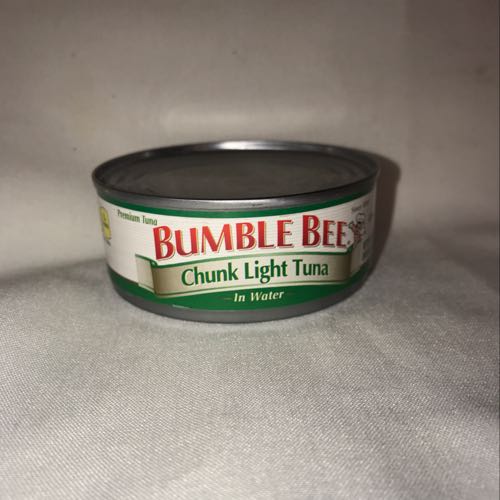 Premium Tuna
BUMBLE BEE
Chunk Light Tuna
In Water